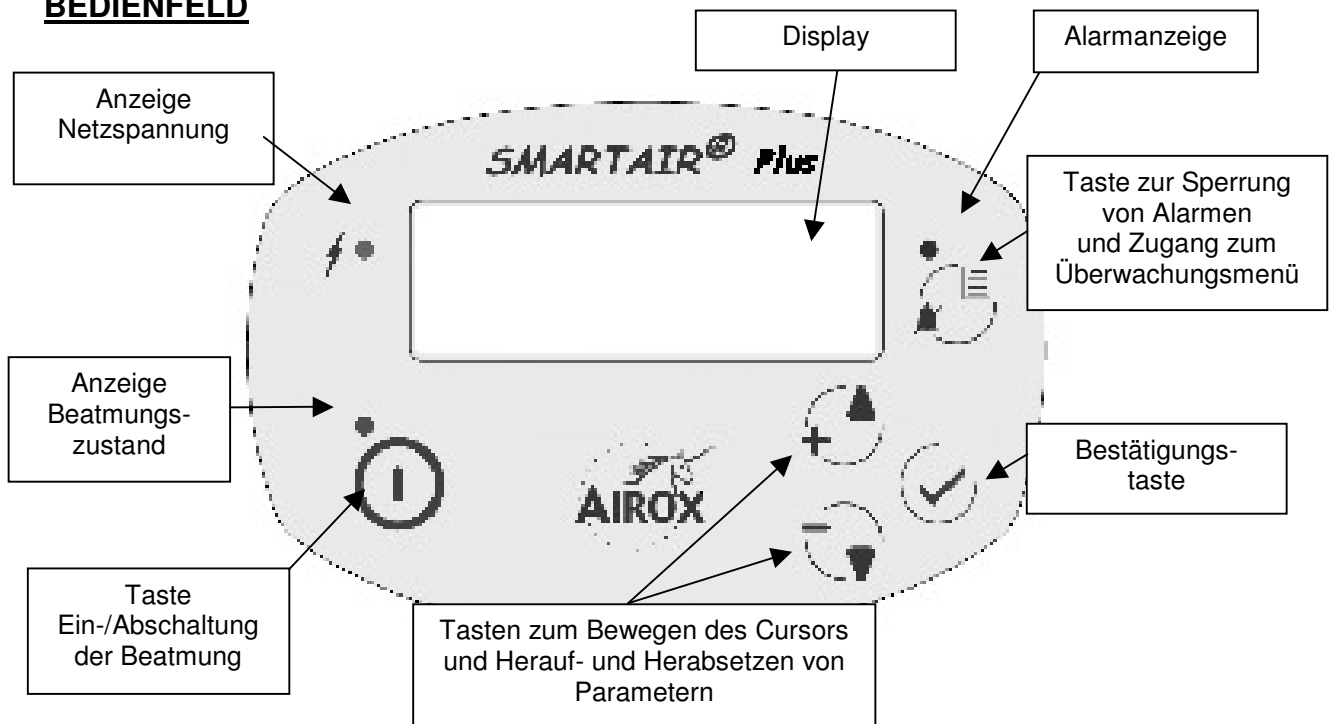 BEDIENFELD
Display
Alarmanzeige
Anzeige
Netzspannung
SMARTAIR® Plus
Taste zur Sperrung
von Alarmen
und Zugang zum
Überwachungsmenü
Anzeige
Beatmungs-
zustand
Bestätigungs-
taste
AIROX
Taste
Ein-/Abschaltung
der Beatmung
Tasten zum Bewegen des Cursors
und Herauf- und Herabsetzen von
Parametern